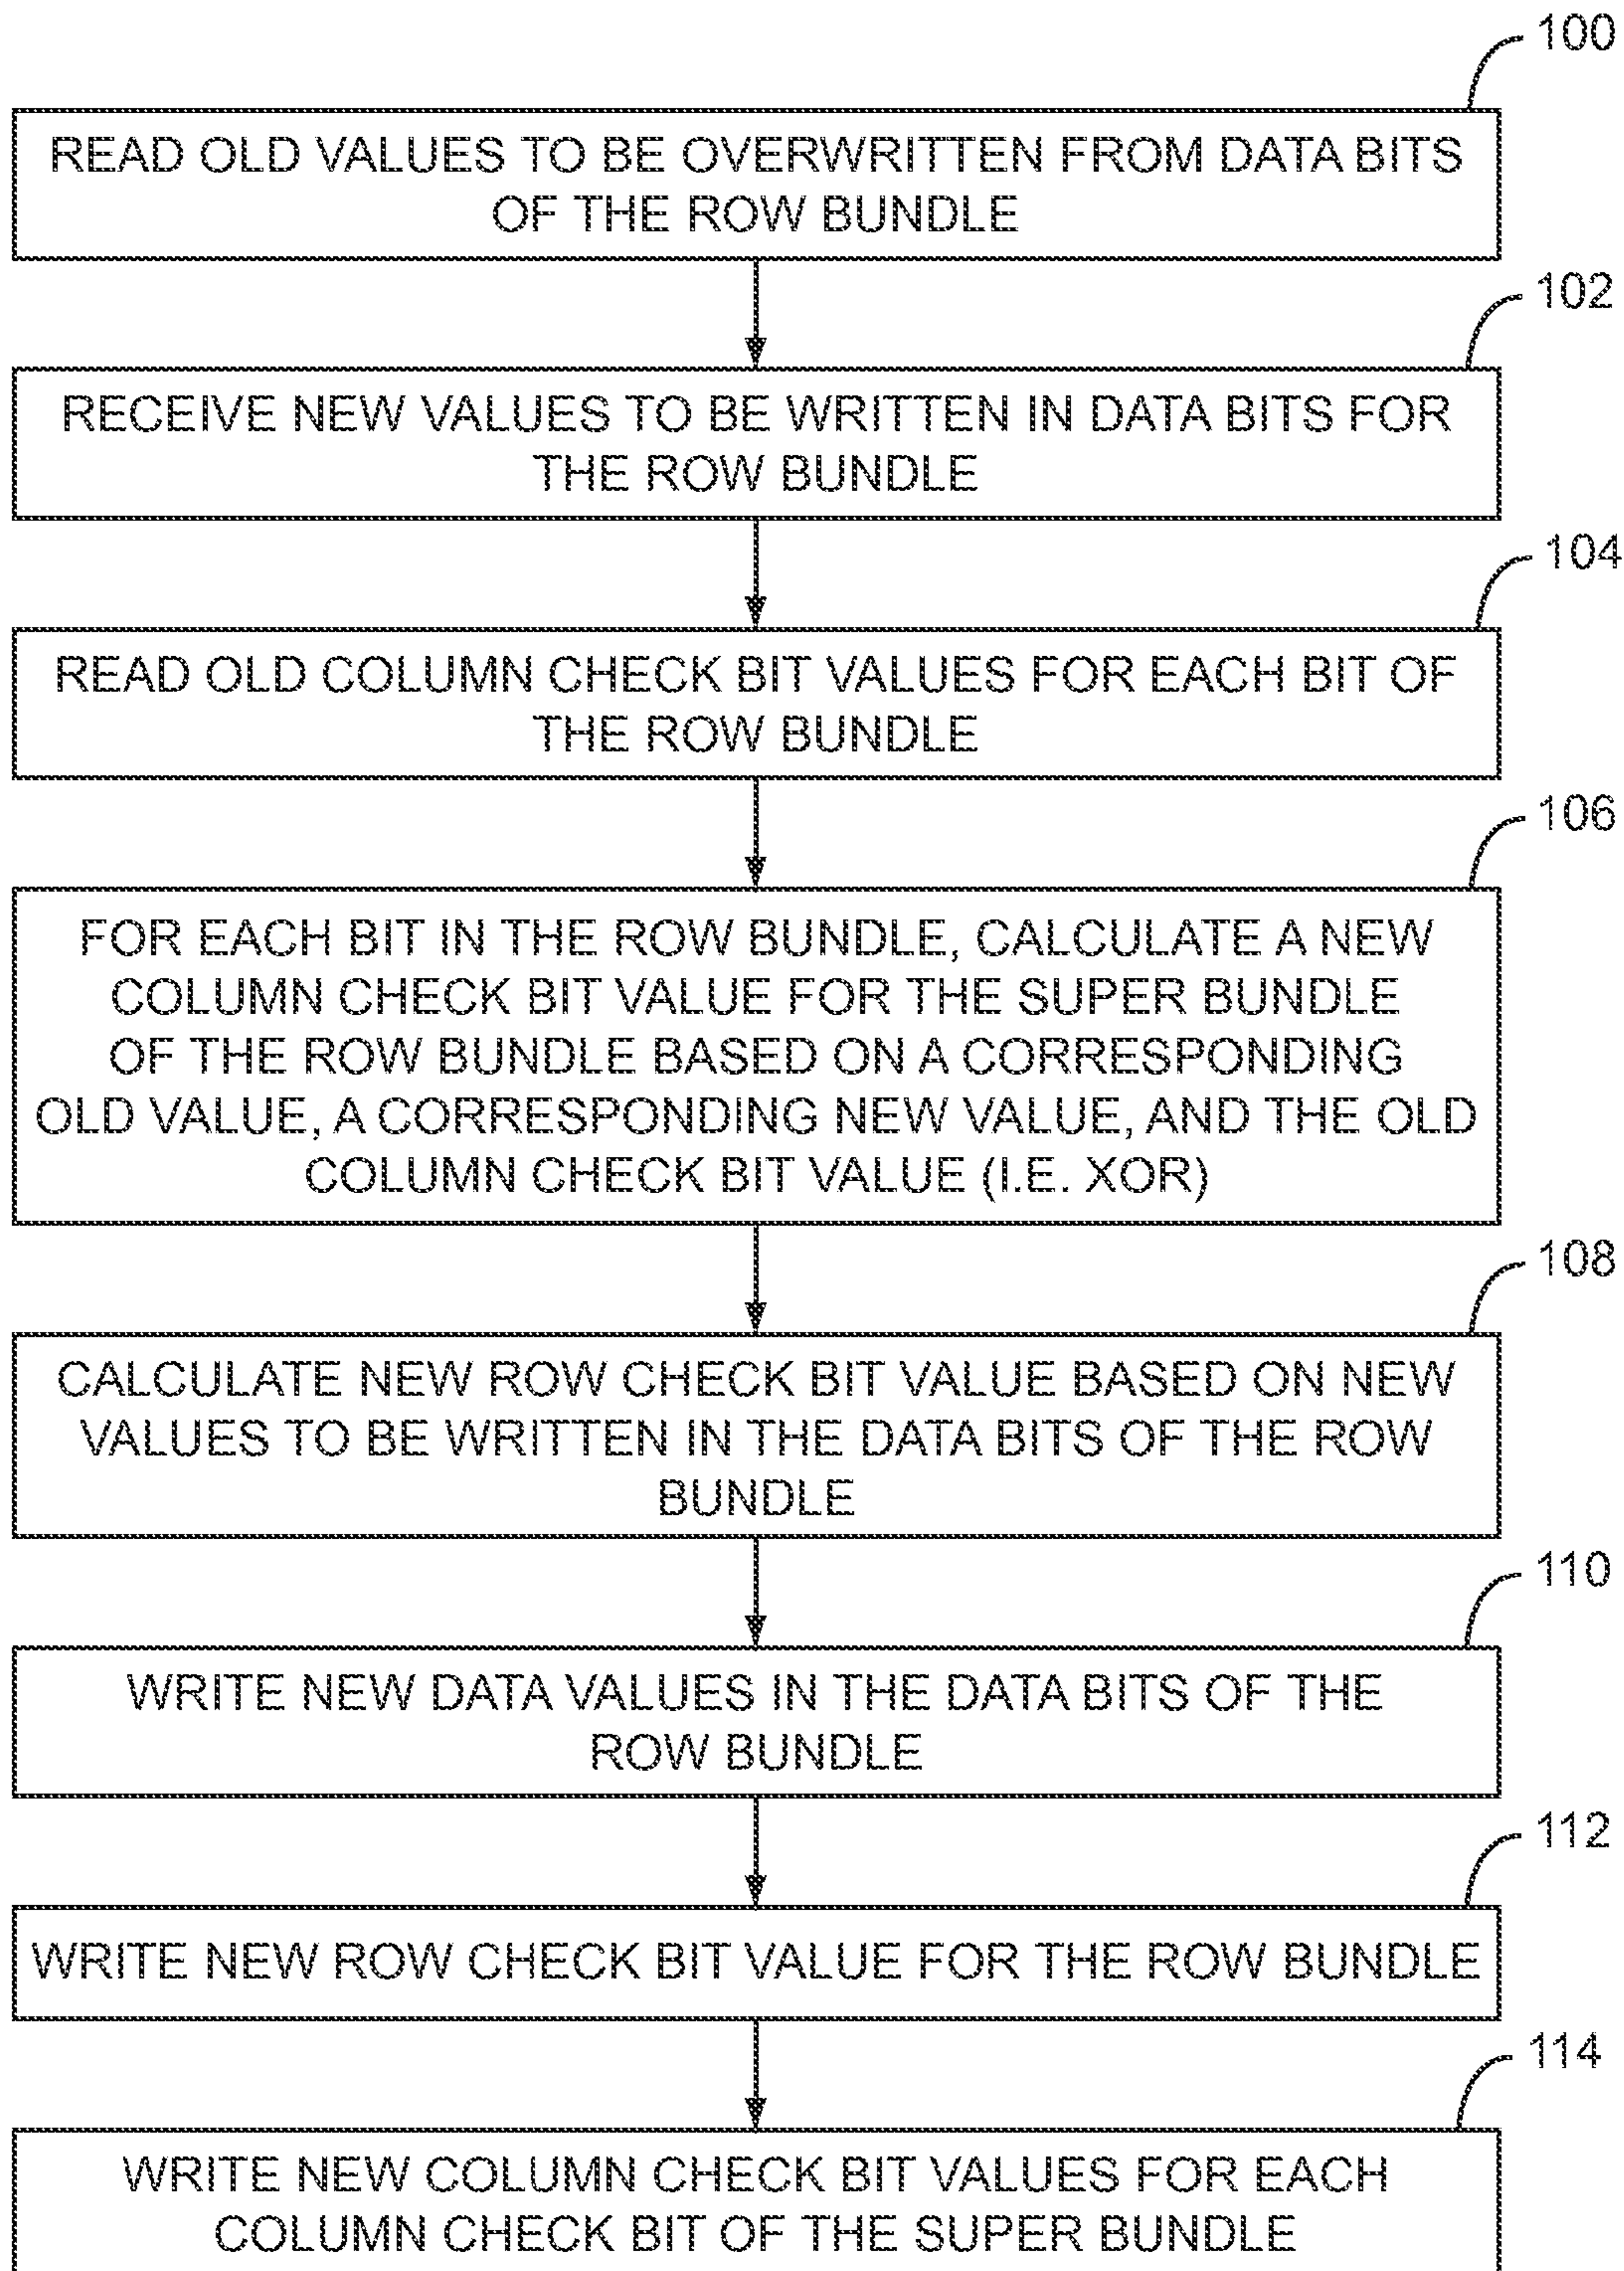 100
READ OLD VALUES TO BE OVERWRITTEN FROM DATA BITS
OF THE ROW BUNDLE
102
RECEIVE NEW VALUES TO BE WRITTEN IN DATA BITS FOR
THE ROW BUNDLE
104
READ OLD COLUMN CHECK BIT VALUES FOR EACH BIT OF
THE ROW BUNDLE
106
FOR EACH BIT IN THE ROW BUNDLE, CALCULATE A NEW
COLUMN CHECK BIT VALUE FOR THE SUPER BUNDLE
OF THE ROW BUNDLE BASED ON A CORRESPONDING
OLD VALUE, A CORRESPONDING NEW VALUE, AND THE OLD
COLUMN CHECK BIT VALUE (I.E. XOR)
108
CALCULATE NEW ROW CHECK BIT VALUE BASED ON NEW
VALUES TO BE WRITTEN IN THE DATA BITS OF THE ROW
BUNDLE
110
WRITE NEW DATA VALUES IN THE DATA BITS OF THE
ROW BUNDLE
112
WRITE NEW ROW CHECK BIT VALUE FOR THE ROW BUNDLE
114
WRITE NEW COLUMN CHECK BIT VALUES FOR EACH
COLUMN CHECK BIT OF THE SUPER BUNDLE